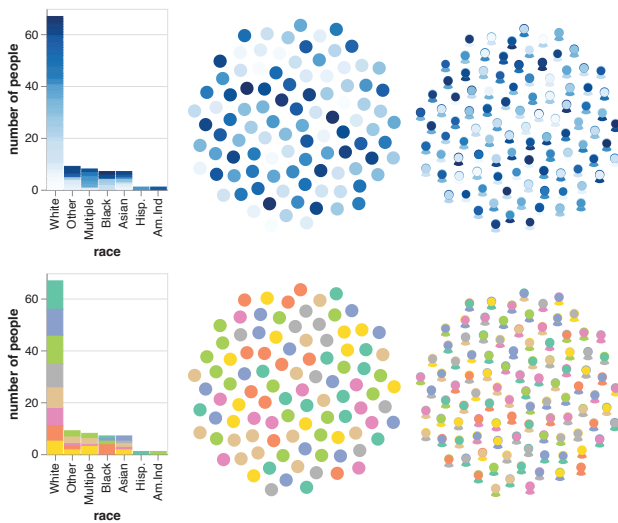 number of people
60
40
20
0
White
Other
Multiple
Black
Asian
Hisp.
Am.Ind
race
number of people
60
40
20
0
White
Other
Multiple
Black
Asian
Hisp.
Am.Ind
race